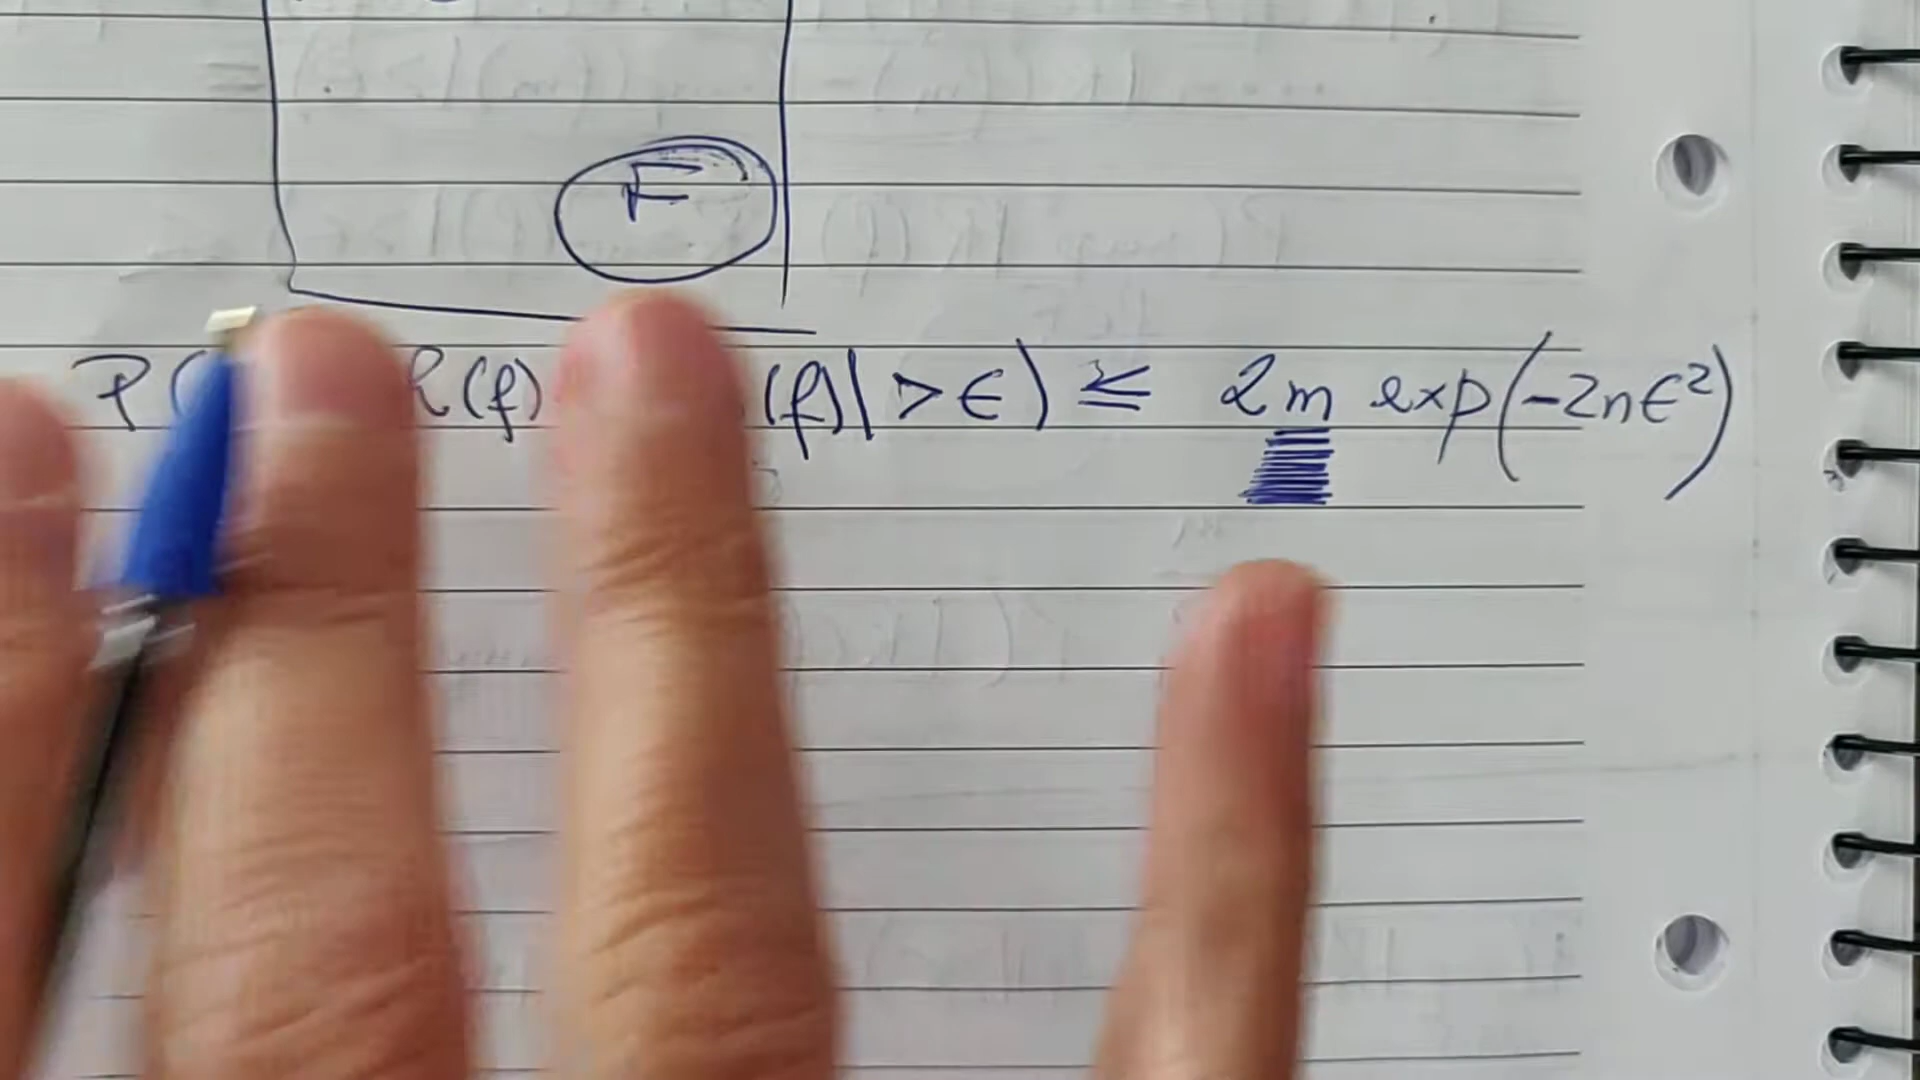 F
P( R(f) (f)| > ϵ) ≤ 2m exp(-2nϵ²)